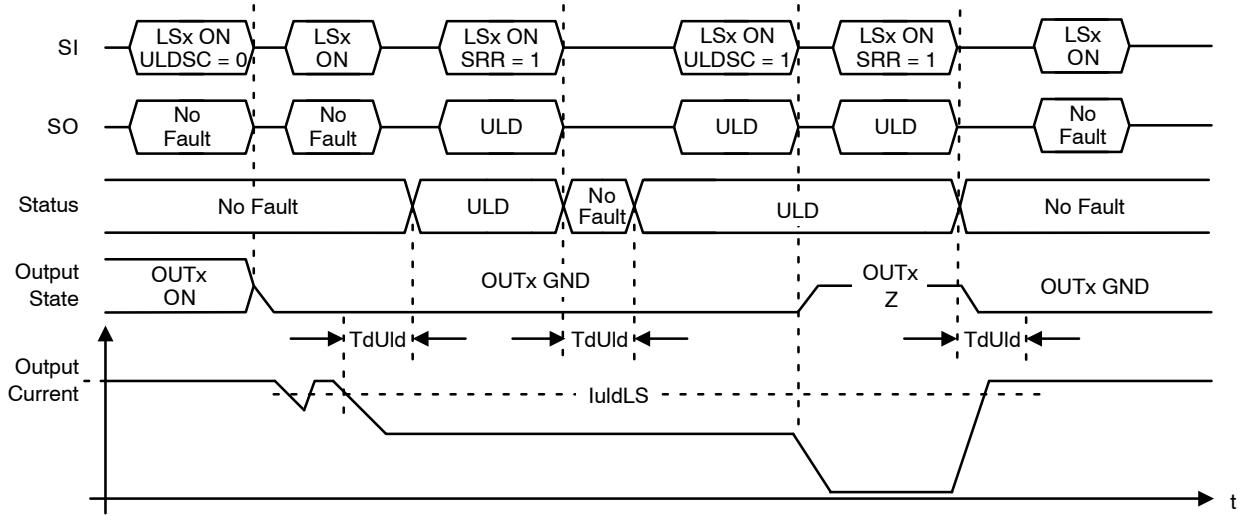 SI
LSx ON
ULDSC = 0
LSx
ON
LSx ON
SRR = 1
LSx ON
ULDSC = 1
LSx ON
SRR = 1
LSx
ON
SO
No
Fault
No
Fault
ULD
ULD
ULD
No
Fault
Status
No Fault
ULD
No
Fault
ULD
No Fault
Output
State
OUTx
ON
OUTx GND
OUTx
Z
OUTx GND
TdUld
TdUld
TdUld
Output
Current
IuldLS
t